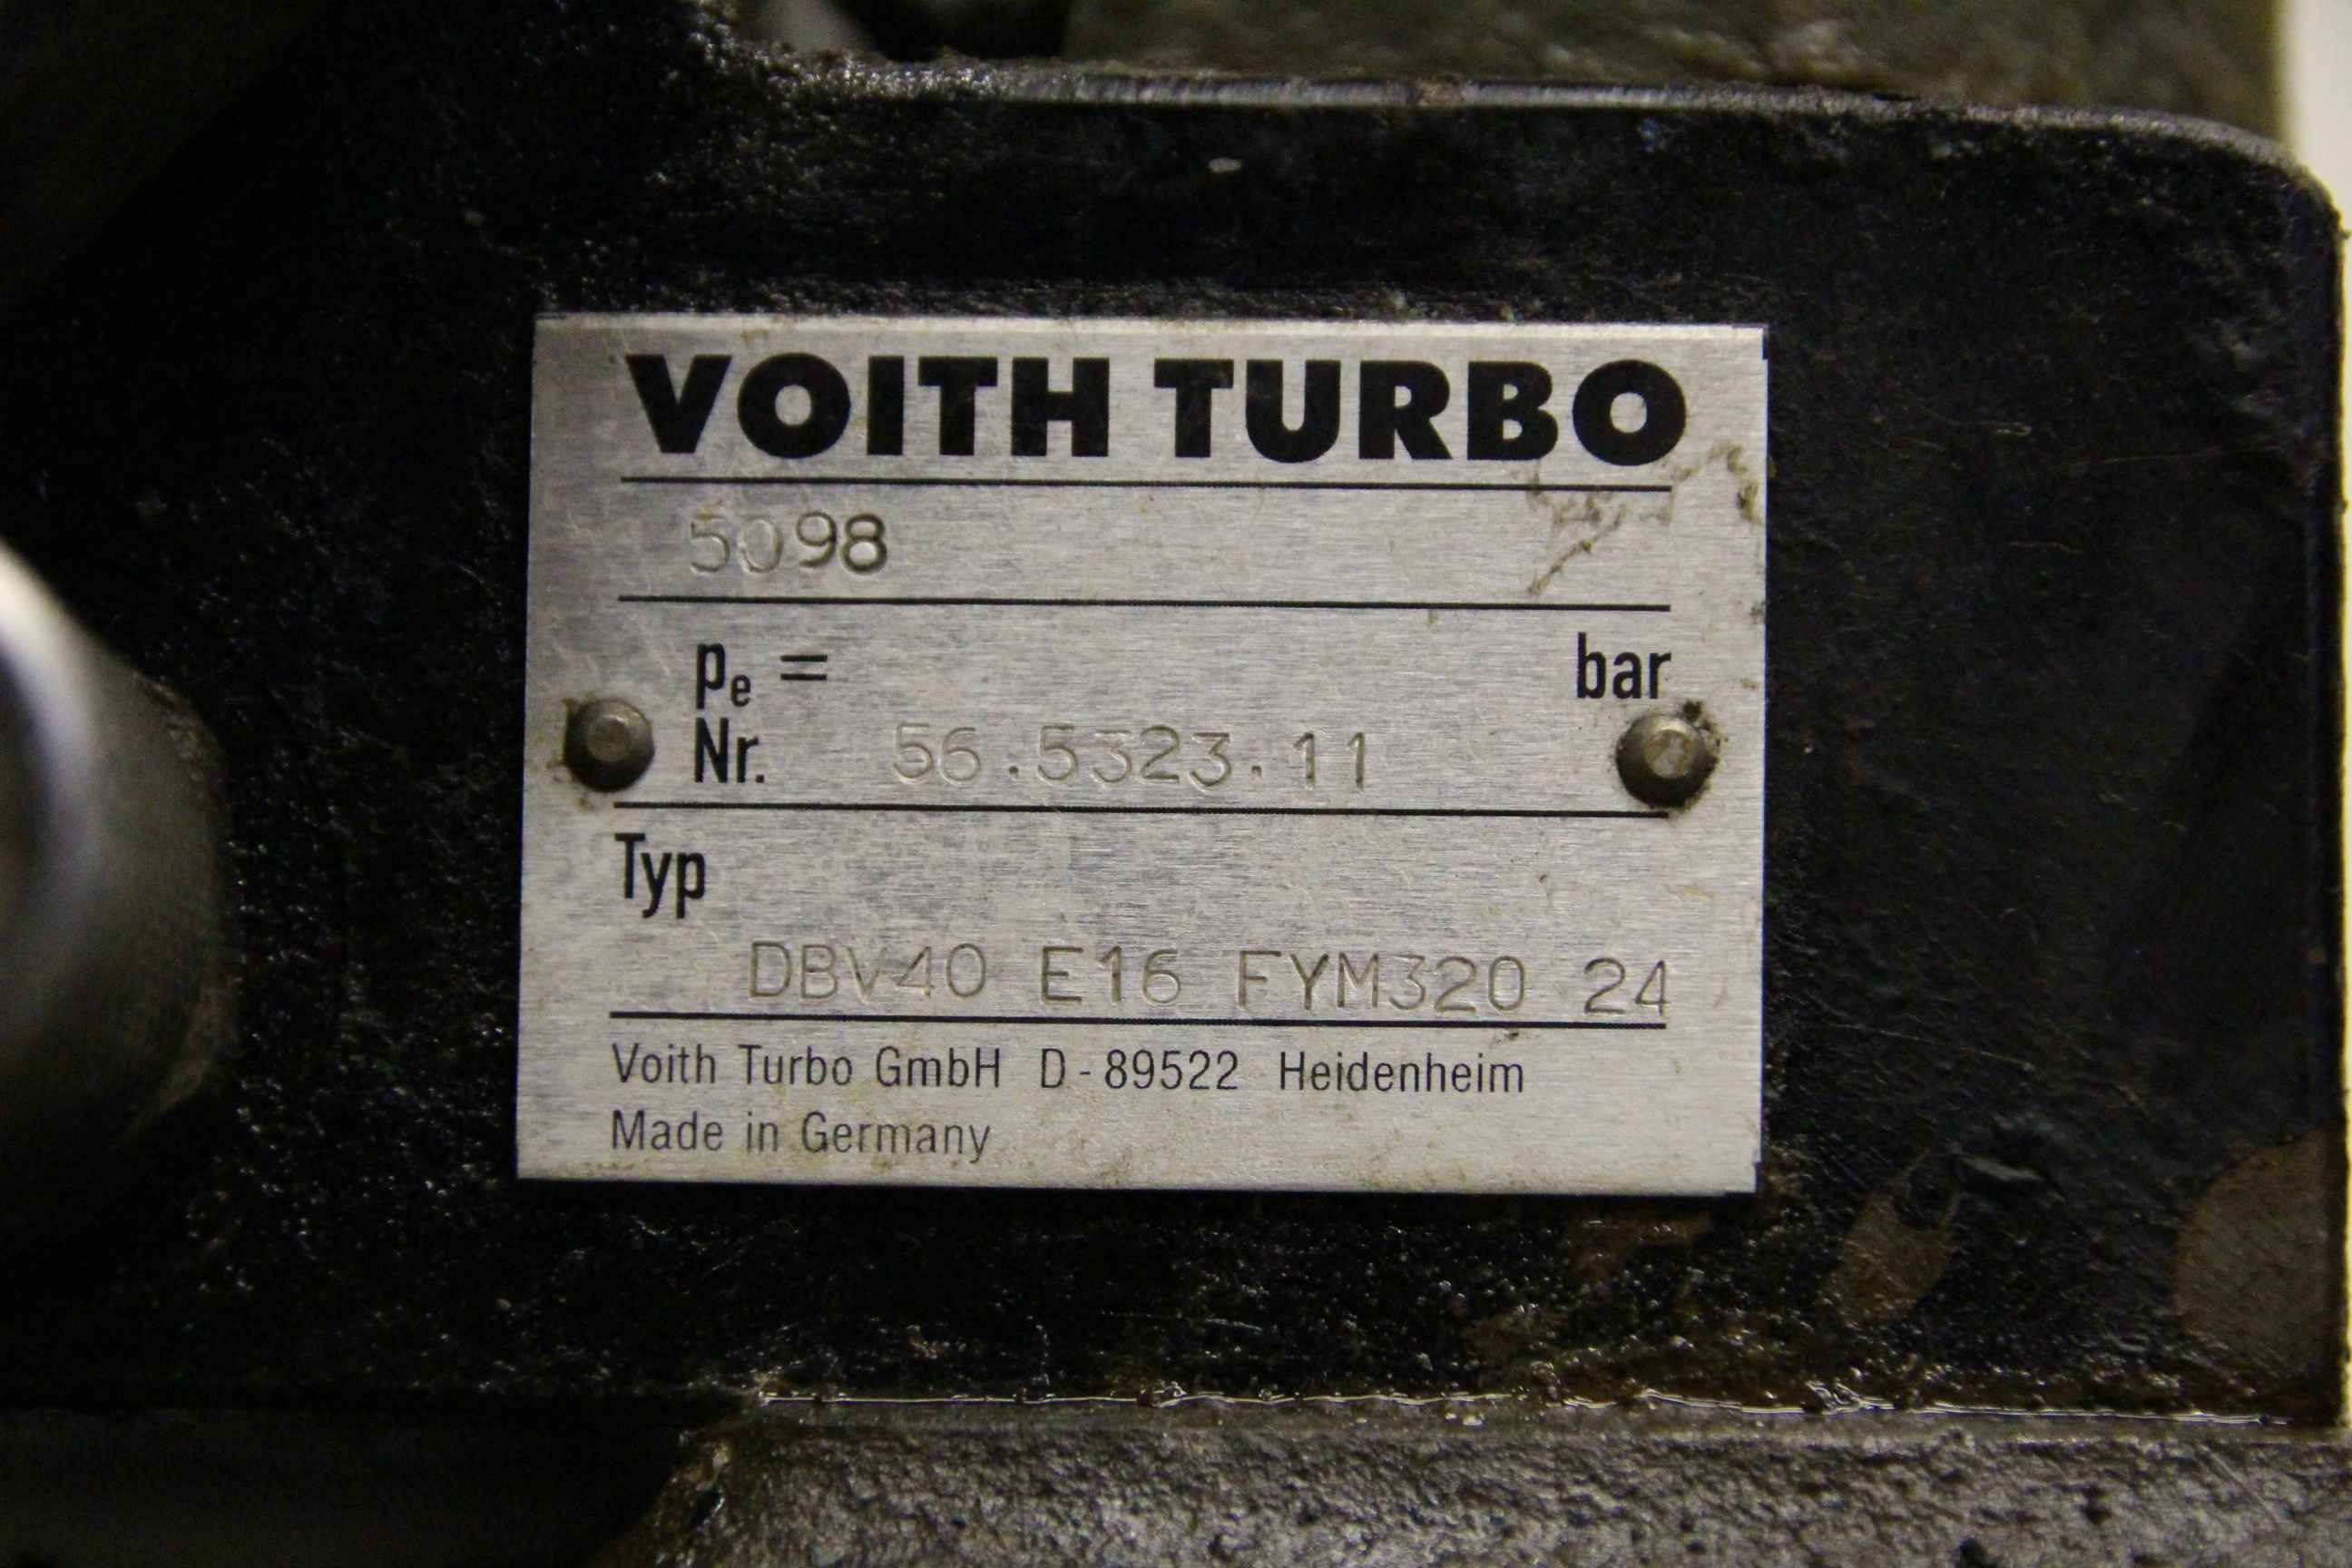 VOITH TURBO
5098
pe = bar
Nr. 56.5323.11
Typ
DBV40 E16 FYM320 24
Voith Turbo GmbH D-89522 Heidenheim
Made in Germany